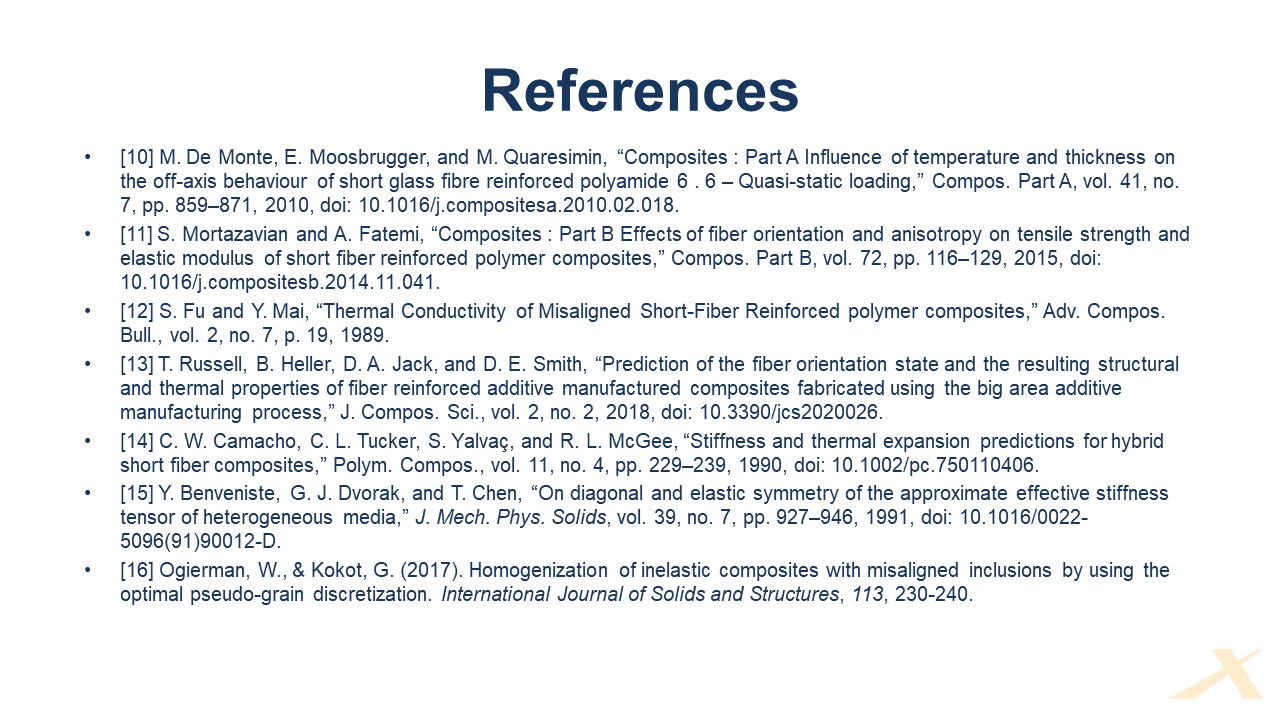 References
• [10] M. De Monte, E. Moosbrugger, and M. Quaresimin, “Composites : Part A Influence of temperature and thickness on
the off-axis behaviour of short glass fibre reinforced polyamide 6 . 6 – Quasi-static loading,” Compos. Part A, vol. 41, no.
7, pp. 859–871, 2010, doi: 10.1016/j.compositesa.2010.02.018.
• [11] S. Mortazavian and A. Fatemi, “Composites : Part B Effects of fiber orientation and anisotropy on tensile strength and
elastic modulus of short fiber reinforced polymer composites,” Compos. Part B, vol. 72, pp. 116–129, 2015, doi:
10.1016/j.compositesb.2014.11.041.
• [12] S. Fu and Y. Mai, “Thermal Conductivity of Misaligned Short-Fiber Reinforced polymer composites,” Adv. Compos.
Bull., vol. 2, no. 7, p. 19, 1989.
• [13] T. Russell, B. Heller, D. A. Jack, and D. E. Smith, “Prediction of the fiber orientation state and the resulting structural
and thermal properties of fiber reinforced additive manufactured composites fabricated using the big area additive
manufacturing process,” J. Compos. Sci., vol. 2, no. 2, 2018, doi: 10.3390/jcs2020026.
• [14] C. W. Camacho, C. L. Tucker, S. Yalvaç, and R. L. McGee, “Stiffness and thermal expansion predictions for hybrid
short fiber composites,” Polym. Compos., vol. 11, no. 4, pp. 229–239, 1990, doi: 10.1002/pc.750110406.
• [15] Y. Benveniste, G. J. Dvorak, and T. Chen, “On diagonal and elastic symmetry of the approximate effective stiffness
tensor of heterogeneous media,” J. Mech. Phys. Solids, vol. 39, no. 7, pp. 927–946, 1991, doi: 10.1016/0022-
5096(91)90012-D.
• [16] Ogierman, W., & Kokot, G. (2017). Homogenization of inelastic composites with misaligned inclusions by using the
optimal pseudo-grain discretization. International Journal of Solids and Structures, 113, 230-240.